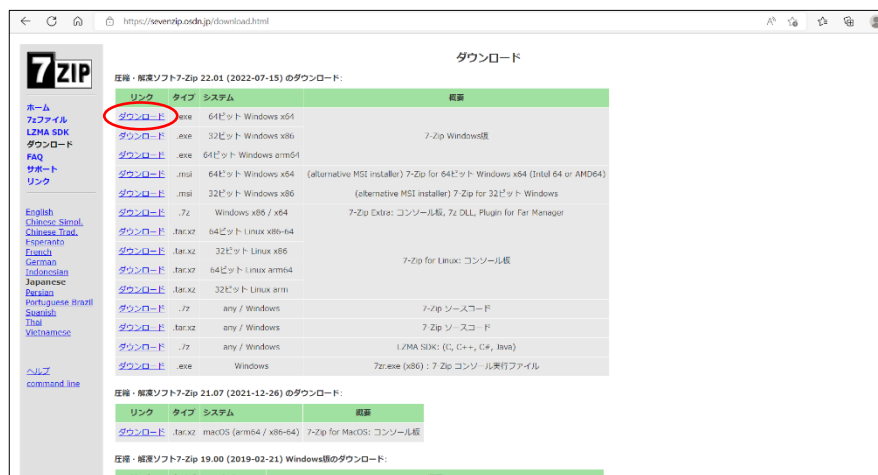 https://sevenzip.osdn.jp/download.html
7ZIP
ホーム
7zファイル
LZMA SDK
ダウンロード
FAQ
サポート
リンク
English
Chinese Simpl.
Chinese Trad.
Esperanto
French
German
Indonesian
Japanese
Persian
Portuguese Brazil
Spanish
Thai
Vietnamese
ヘルプ
command line
ダウンロード
圧縮・解凍ソフト7-Zip 22.01 (2022-07-15) のダウンロード:
リンク タイプ システム 概要
ダウンロード .exe 64ビット Windows x64
ダウンロード .exe 32ビット Windows x86 7-Zip Windows版
ダウンロード .exe 64ビット Windows arm64
ダウンロード .msi 64ビット Windows x64 (alternative MSI installer) 7-Zip for 64ビット Windows x64 (Intel 64 or AMD64)
ダウンロード .msi 32ビット Windows x86 (alternative MSI installer) 7-Zip for 32ビット Windows
ダウンロード .7z Windows x86 / x64 7-Zip Extra: コンソール版, 7z DLL, Plugin for Far Manager
ダウンロード .tar.xz 64ビット Linux x86-64
ダウンロード .tar.xz 32ビット Linux x86
7-Zip for Linux: コンソール版
ダウンロード .tar.xz 64ビット Linux arm64
ダウンロード .tar.xz 32ビット Linux arm
ダウンロード .7z any / Windows 7-Zip ソースコード
ダウンロード .tar.xz any / Windows 7-Zip ソースコード
ダウンロード .7z any / Windows LZMA SDK: (C, C++, C#, Java)
ダウンロード .exe Windows 7zr.exe (x86) : 7-Zip コンソール実行ファイル
圧縮・解凍ソフト7-Zip 21.07 (2021-12-26) のダウンロード:
リンク タイプ システム 概要
ダウンロード .tar.xz macOS (arm64 / x86-64) 7-Zip for MacOS: コンソール版
圧縮・解凍ソフト7-Zip 19.00 (2019-02-21) Windows版のダウンロード: